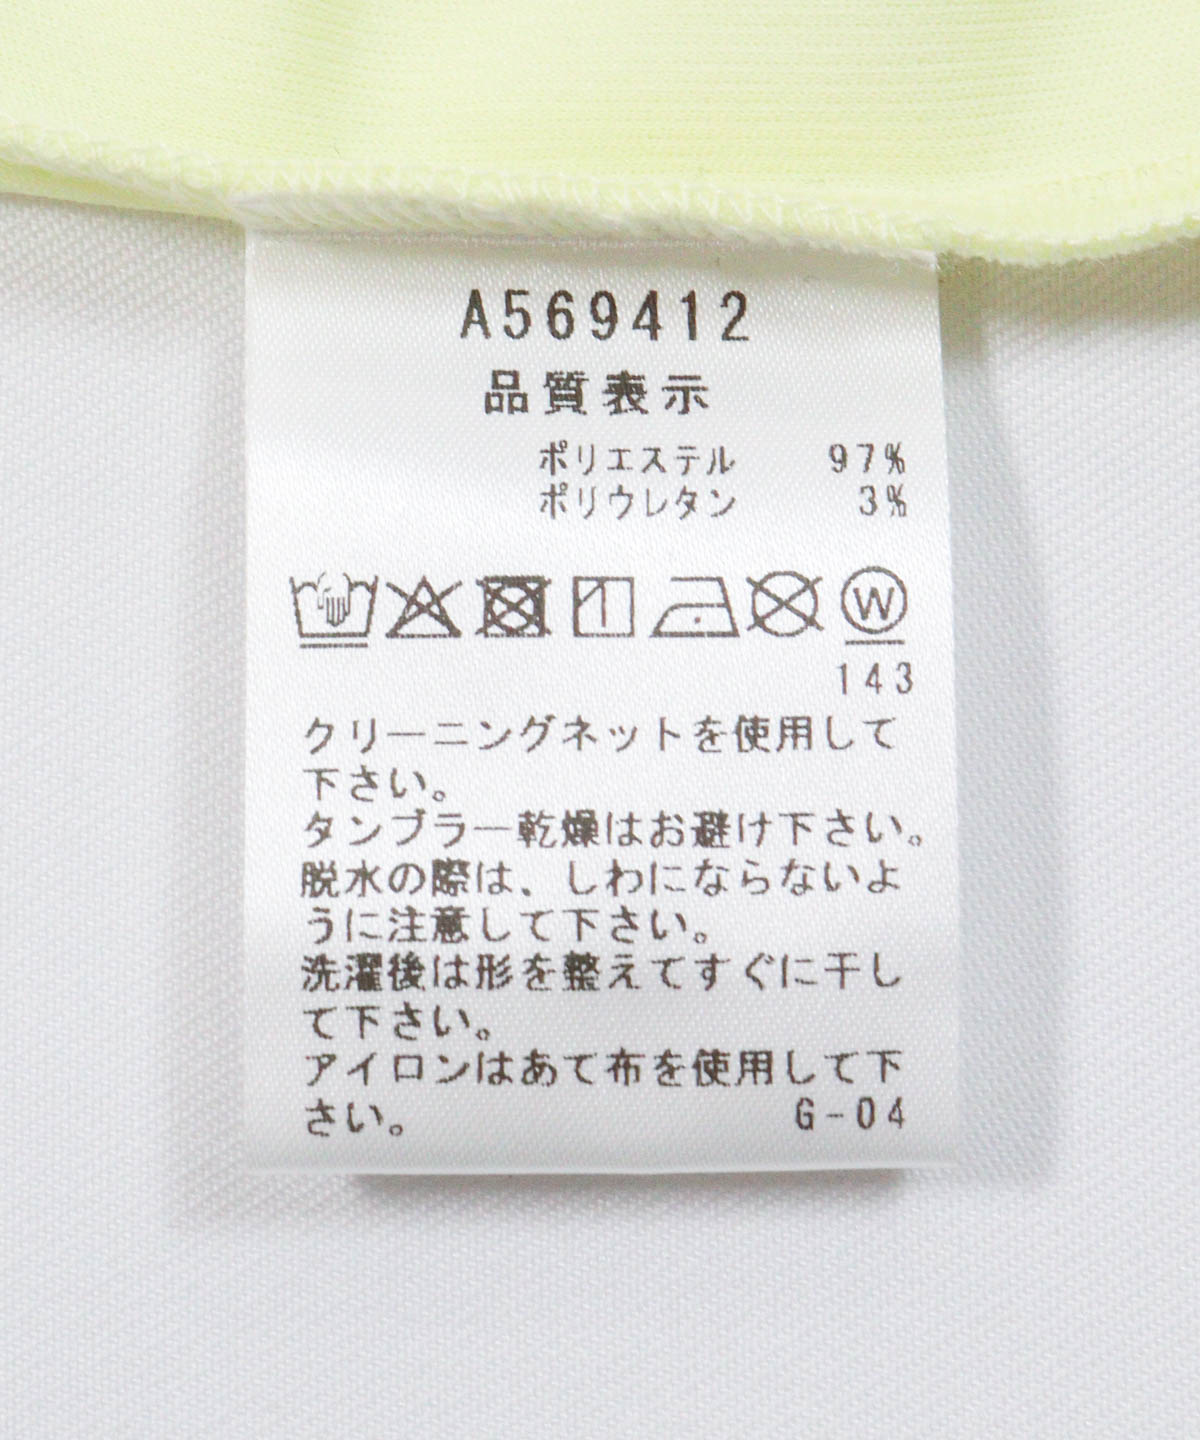 A569412
品質表示
ポリエステル 97%
ポリウレタン 3%
W
143
クリーニングネットを使用して
下さい。
タンブラー乾燥はお避け下さい。
脱水の際は、しわにならないよ
うに注意して下さい。
洗濯後は形を整えてすぐに干し
て下さい。
アイロンはあて布を使用して下
さい。 G-04